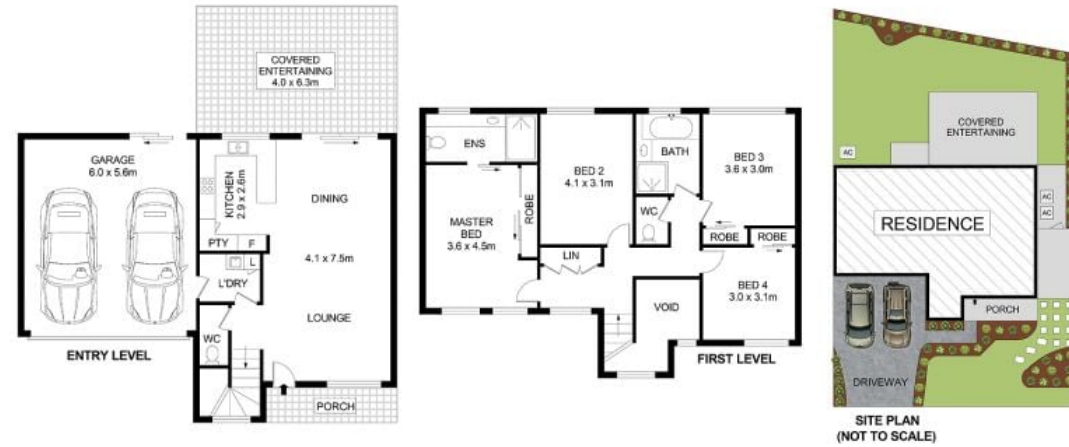 COVERED
ENTERTAINING
4.0 x 6.3m
GARAGE
6.0 x 5.6m
KITCHEN
2.9 x 2.6m
DINING
PTY
F
4.1 x 7.5m
L
L'DRY
LOUNGE
WC
ENTRY LEVEL
PORCH
ENS
BATH
BED 2
4.1 x 3.1m
BED 3
3.6 x 3.0m
ROBE
MASTER
BED
3.6 x 4.5m
WC
ROBE
ROBE
LIN
BED 4
3.0 x 3.1m
VOID
FIRST LEVEL
COVERED
ENTERTAINING
AC
AC
AC
RESIDENCE
PORCH
DRIVEWAY
SITE PLAN
(NOT TO SCALE)